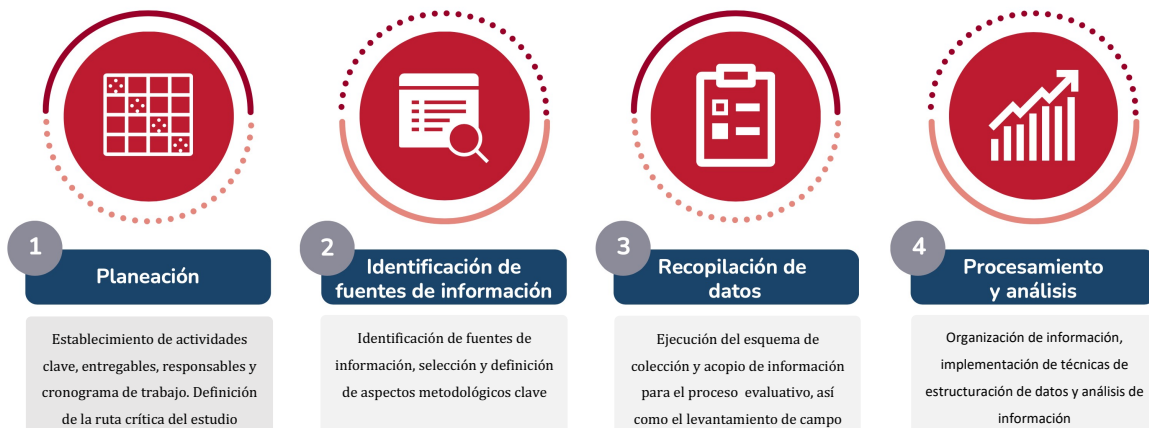 1
Planeación
Establecimiento de actividades
clave, entregables, responsables y
cronograma de trabajo. Definición
de la ruta crítica del estudio
2
Identificación de
fuentes de información
Identificación de fuentes de
información, selección y definición
de aspectos metodológicos clave
3
Recopilación de
datos
Ejecución del esquema de
colección y acopio de información
para el proceso evaluativo, así
como el levantamiento de campo
4
Procesamiento
y análisis
Organización de información,
implementación de técnicas de
estructuración de datos y análisis de
información